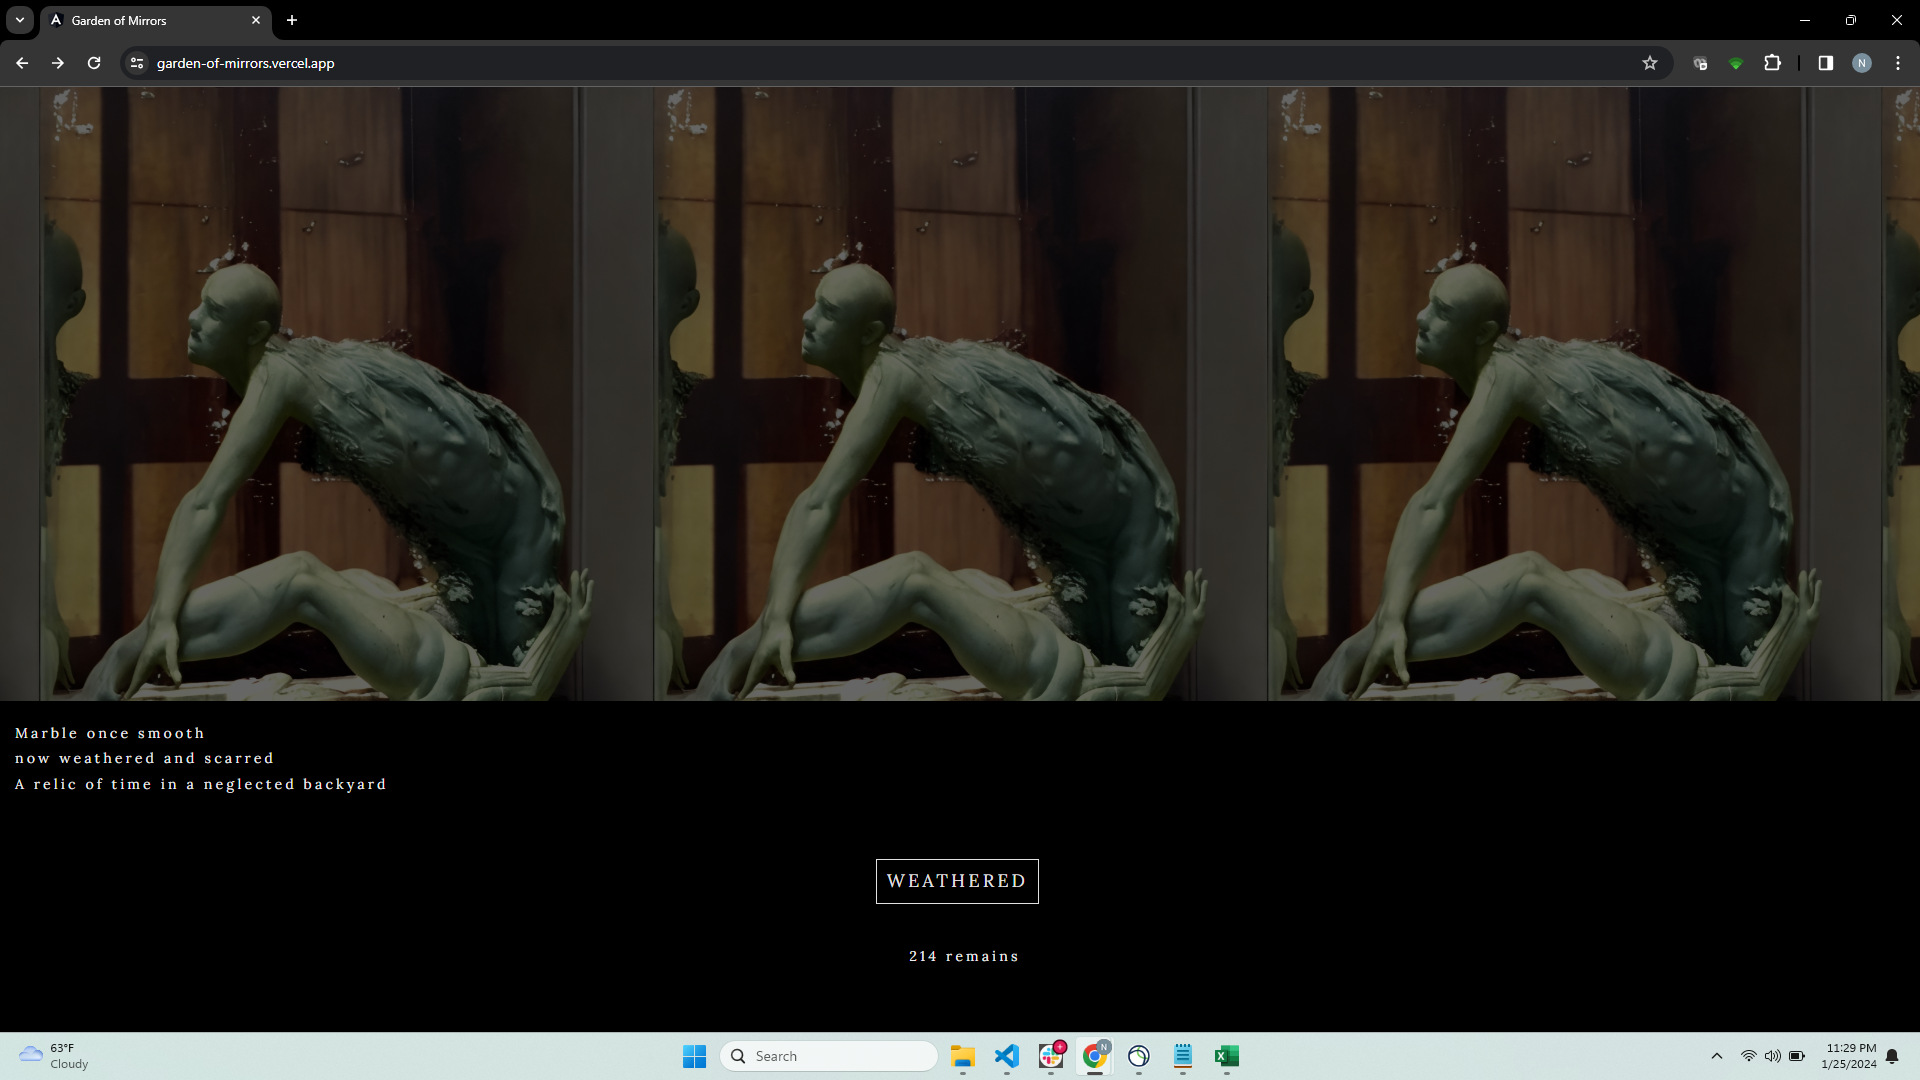 Garden of Mirrors
garden-of-mirrors.vercel.app
N
Marble once smooth
now weathered and scarred
A relic of time in a neglected backyard
WEATHERED
214 remains
63°F
Cloudy
Search
N
11:29 PM
1/25/2024